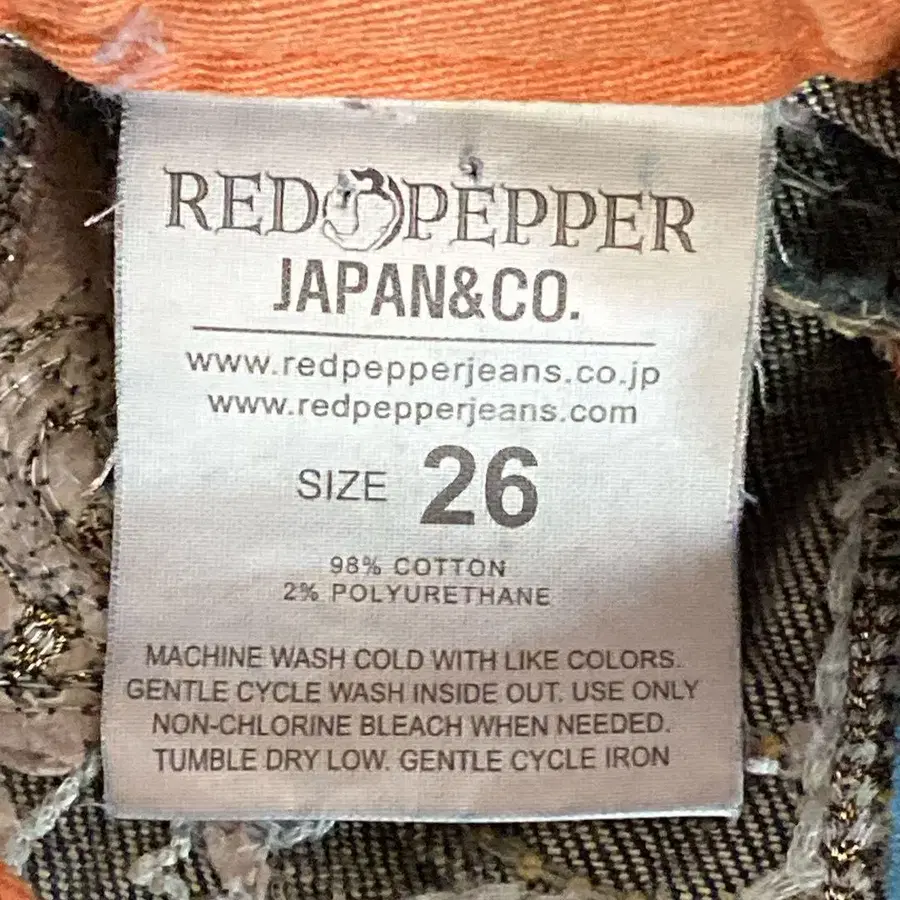 RED PEPPER
JAPAN&CO.
www.redpepperjeans.co.jp
www.redpepperjeans.com
SIZE 26
98% COTTON
2% POLYURETHANE
MACHINE WASH COLD WITH LIKE COLORS.
GENTLE CYCLE WASH INSIDE OUT. USE ONLY
NON-CHLORINE BLEACH WHEN NEEDED.
TUMBLE DRY LOW. GENTLE CYCLE IRON